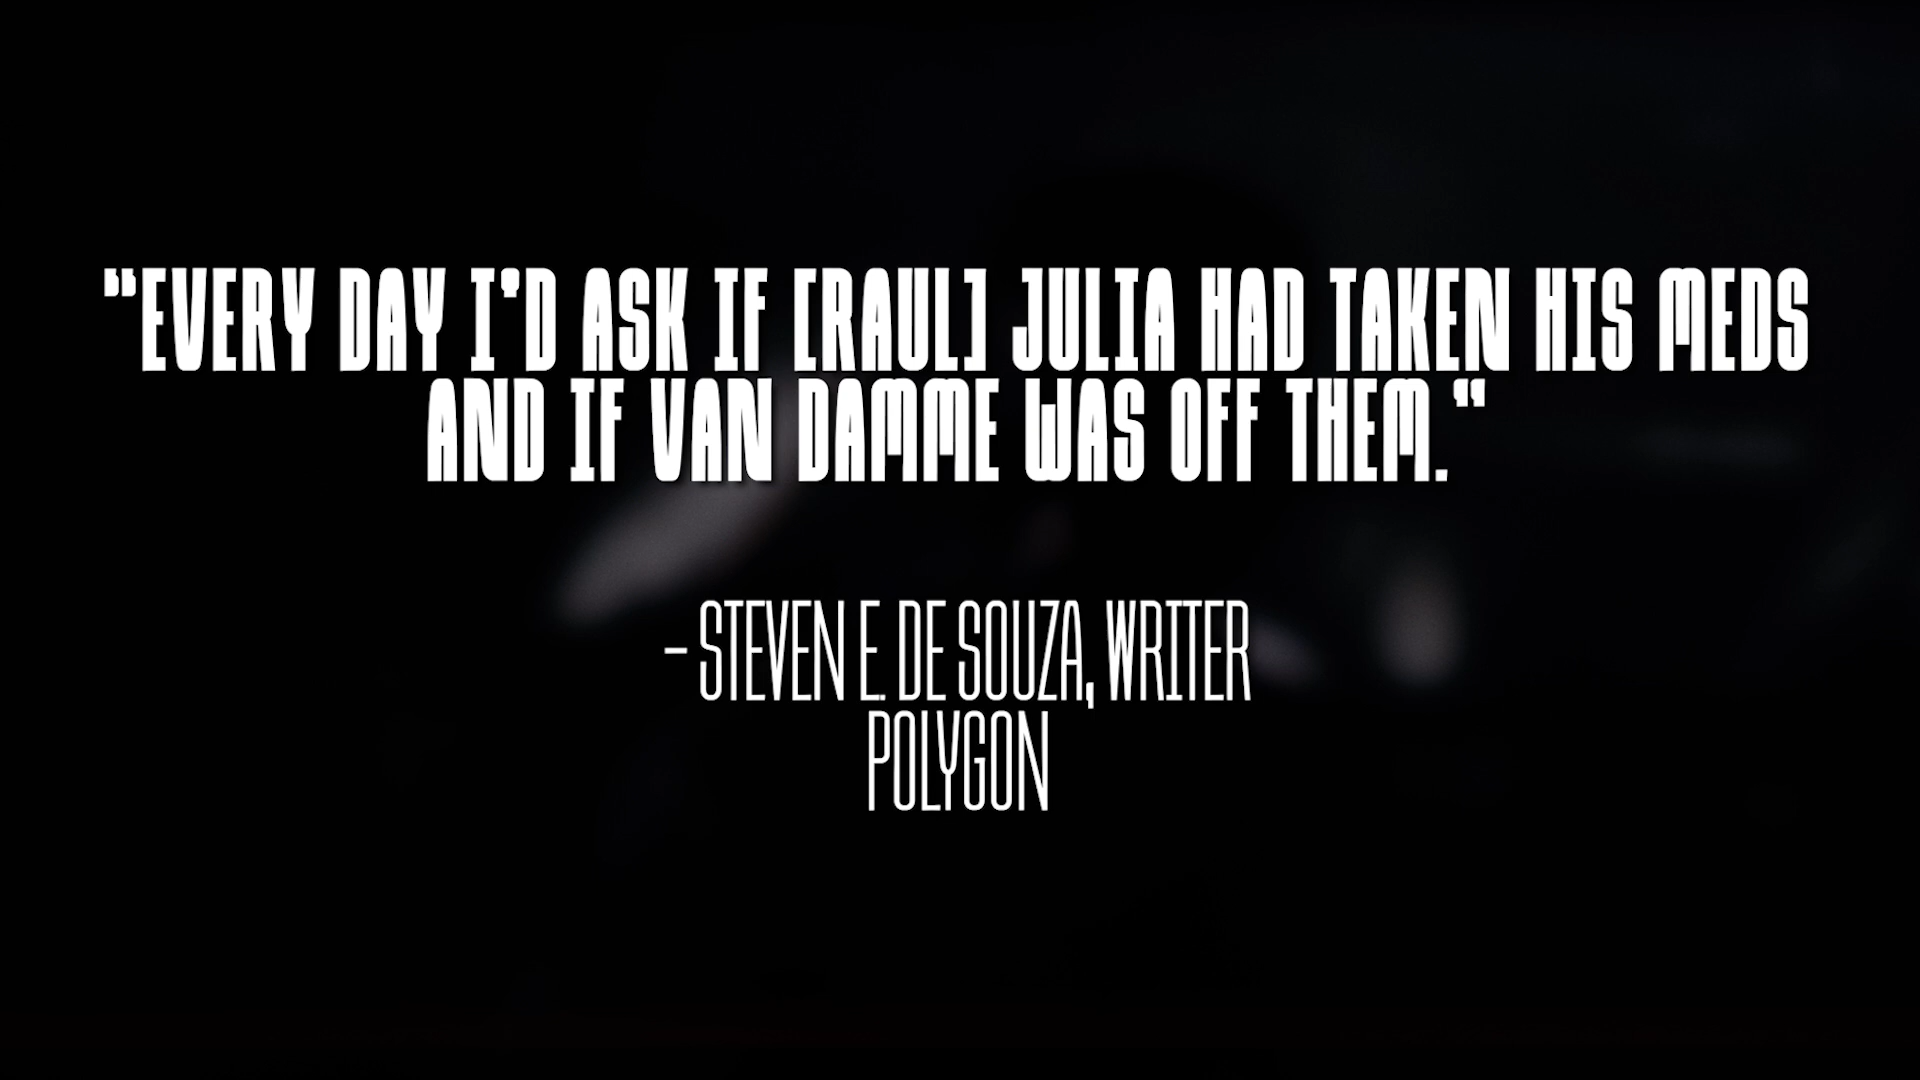 “EVERY DAY I'D ASK IF [RAUL] JULIA HAD TAKEN HIS MEDS
AND IF VAN DAMME WAS OFF THEM.“
- STEVEN E. DE SOUZA, WRITER
POLYGON